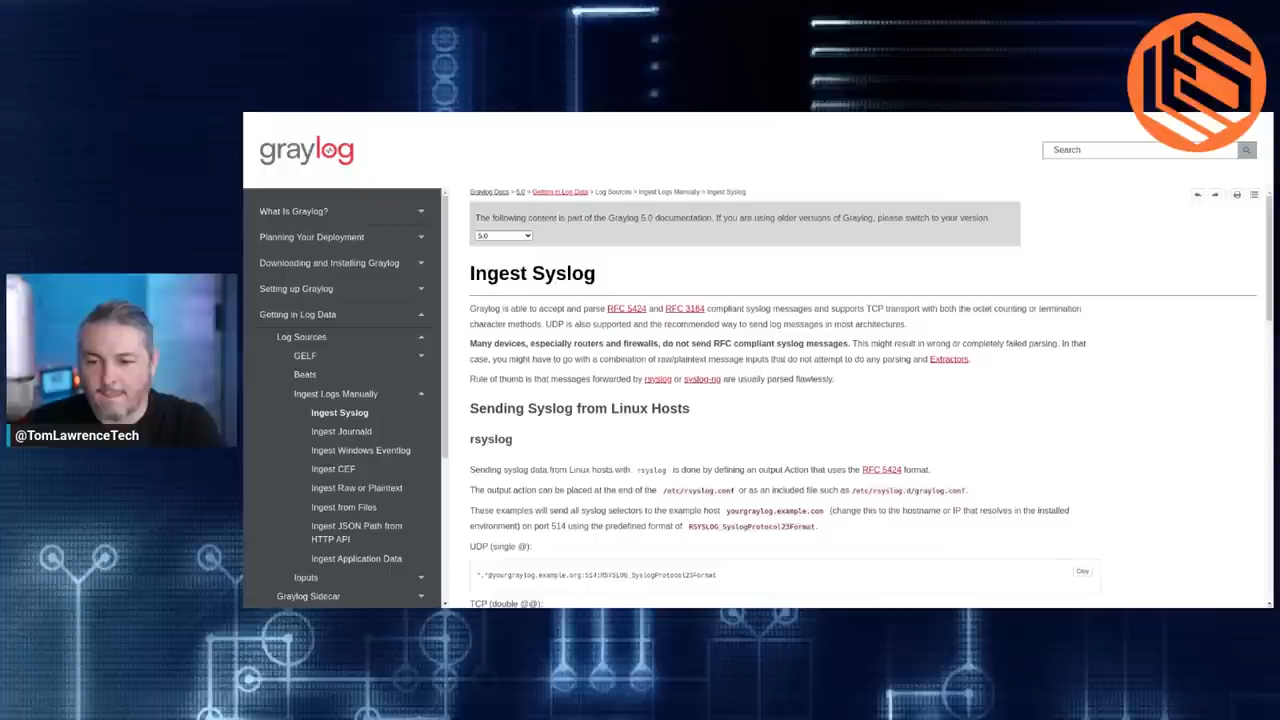 graylog
Search
What Is Graylog?
Planning Your Deployment
Downloading and Installing Graylog
Setting up Graylog
Getting in Log Data
Log Sources
GELF
Beats
Ingest Logs Manually
Ingest Syslog
Ingest Journald
Ingest Windows Eventlog
Ingest CEF
Ingest Raw or Plaintext
Ingest from Files
Ingest JSON Path from
HTTP API
Ingest Application Data
Inputs
Graylog Sidecar
Graylog Docs > 5.0 > Getting in Log Data > Log Sources > Ingest Logs Manually > Ingest Syslog
The following content is part of the Graylog 5.0 documentation. If you are using older versions of Graylog, please switch to your version.
5.0
Ingest Syslog
Graylog is able to accept and parse RFC 5424 and RFC 3164 compliant syslog messages and supports TCP transport with both the octet counting or termination
character methods. UDP is also supported and the recommended way to send log messages in most architectures.
Many devices, especially routers and firewalls, do not send RFC compliant syslog messages. This might result in wrong or completely failed parsing. In that
case, you might have to go with a combination of raw/plaintext message inputs that do not attempt to do any parsing and Extractors.
Rule of thumb is that messages forwarded by rsyslog or syslog-ng are usually parsed flawlessly.
Sending Syslog from Linux Hosts
rsyslog
Sending syslog data from Linux hosts with rsyslog is done by defining an output Action that uses the RFC 5424 format.
The output action can be placed at the end of the /etc/rsyslog.conf or as an included file such as /etc/rsyslog.d/graylog.conf.
These examples will send all syslog selectors to the example host yourgraylog.example.com (change this to the hostname or IP that resolves in the installed
environment) on port 514 using the predefined format of RSYSLOG_SyslogProtocol23Format.
UDP (single @):
*.*@yourgraylog.example.org:514;RSYSLOG_SyslogProtocol23Format
Copy
TCP (double @@):
@TomLawrenceTech